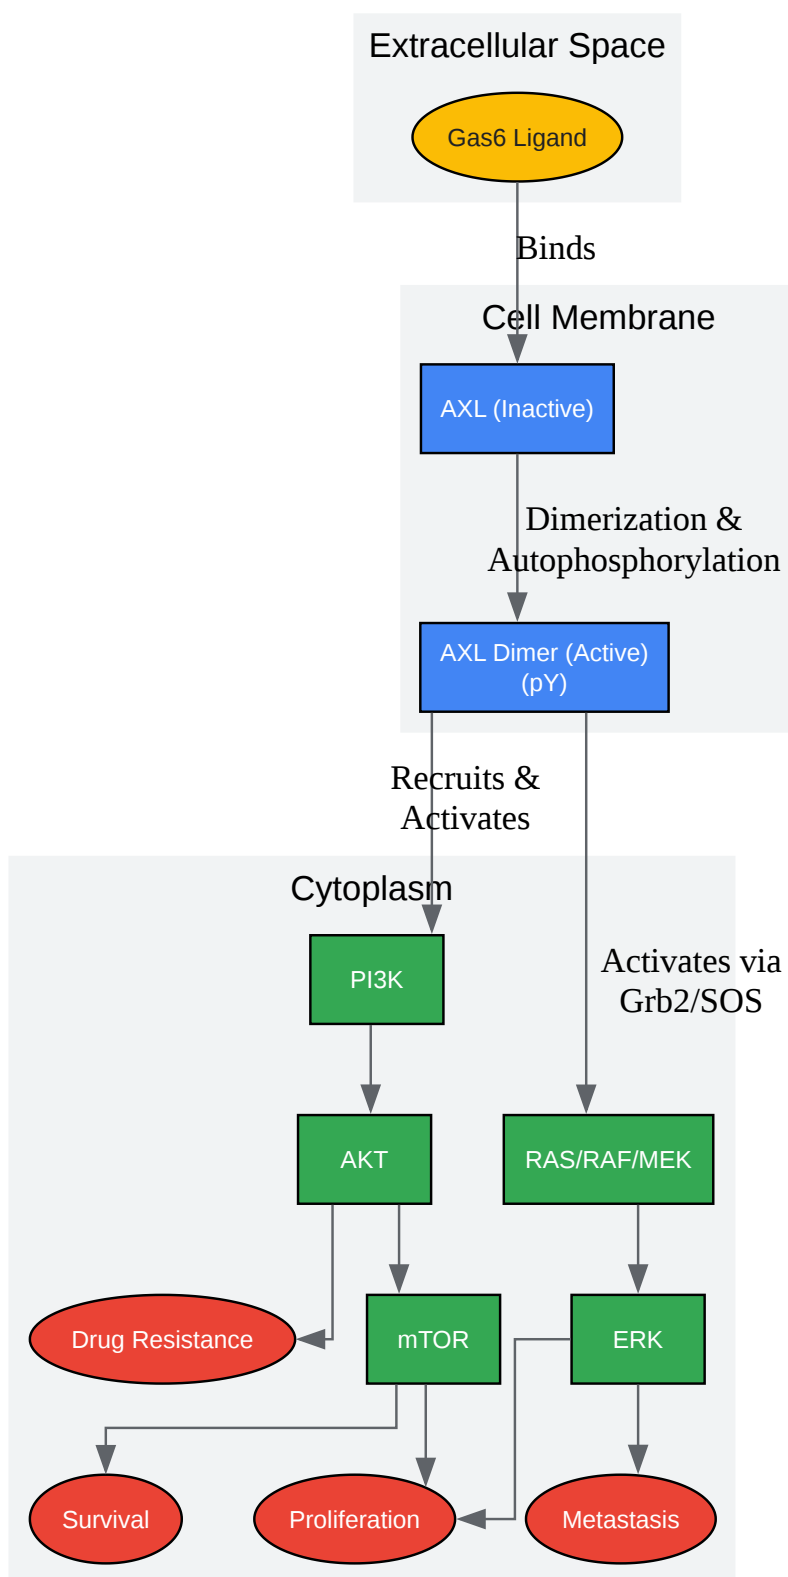 Extracellular Space
Gas6 Ligand
Binds
Cell Membrane
AXL (Inactive)
Dimerization &
Autophosphorylation
AXL Dimer (Active)
(pY)
Recruits &
Activates
Cytoplasm
Activates via
Grb2/SOS
PI3K
AKT
RAS/RAF/MEK
Drug Resistance
mTOR
ERK
Survival
Proliferation
Metastasis